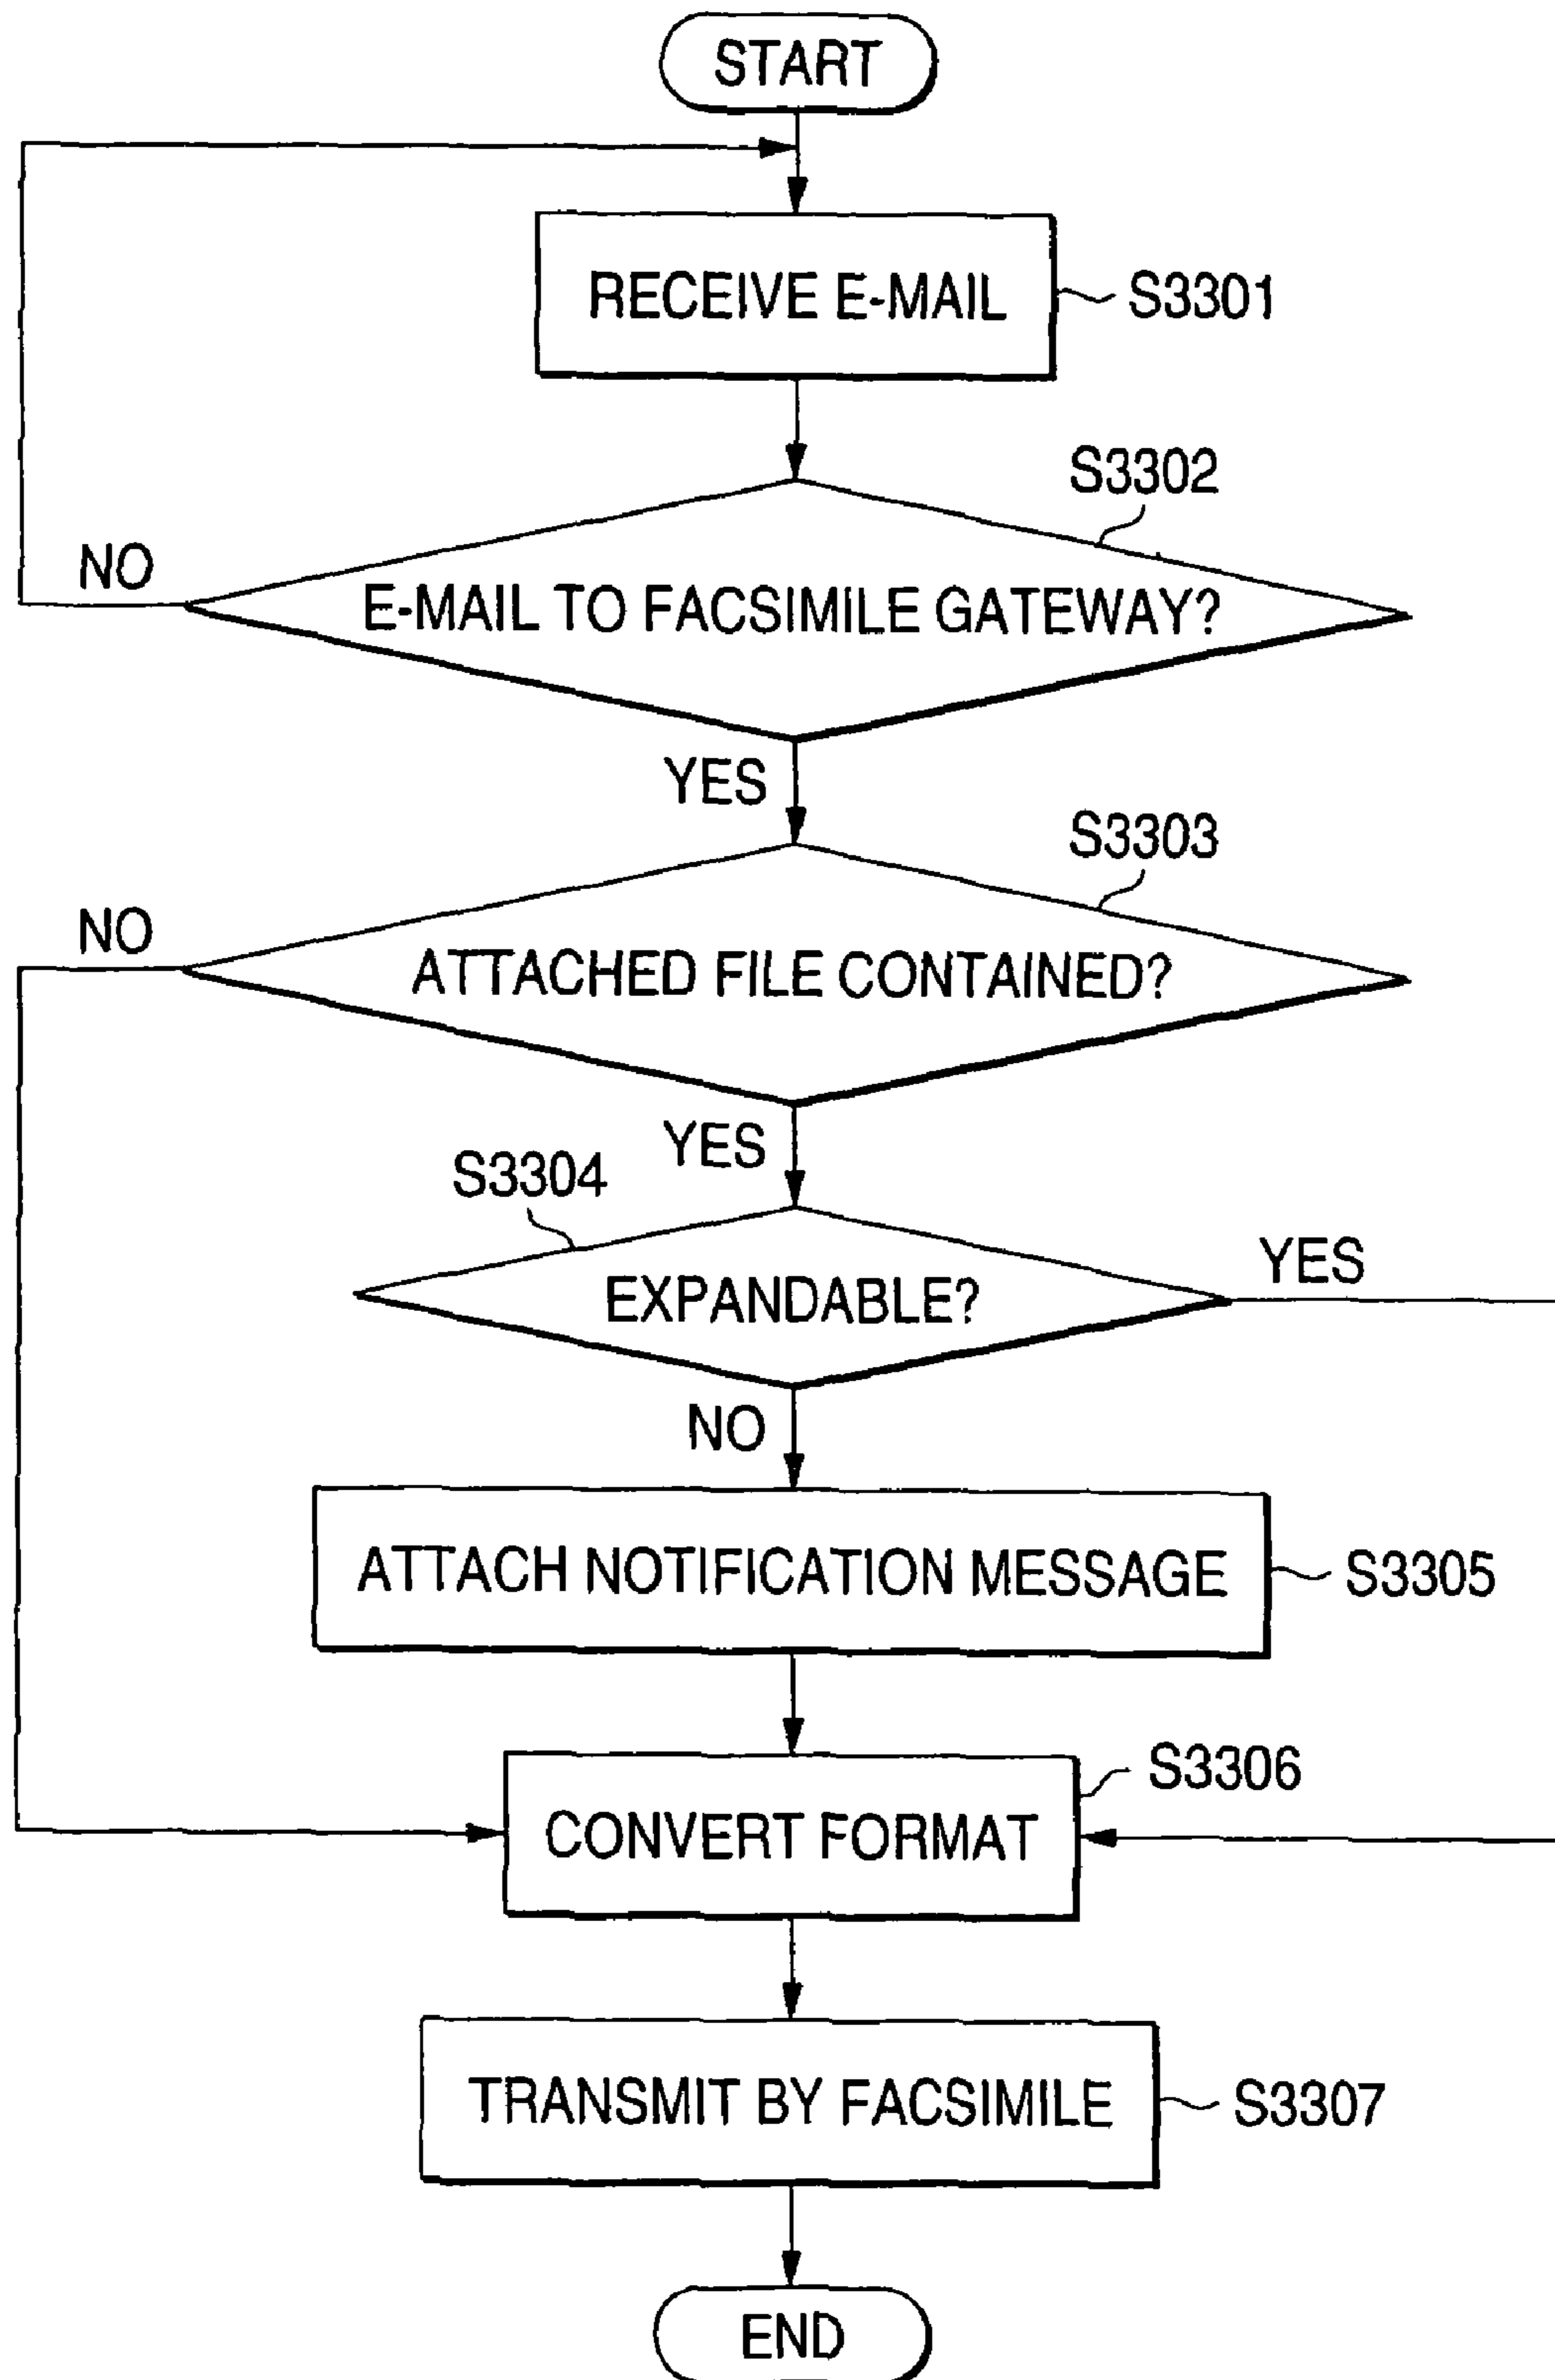 START
RECEIVE E-MAIL
S3301
S3302
NO
E-MAIL TO FACSIMILE GATEWAY?
YES
S3303
NO
ATTACHED FILE CONTAINED?
YES
S3304
YES
EXPANDABLE?
NO
ATTACH NOTIFICATION MESSAGE
S3305
S3306
CONVERT FORMAT
TRANSMIT BY FACSIMILE
S3307
END